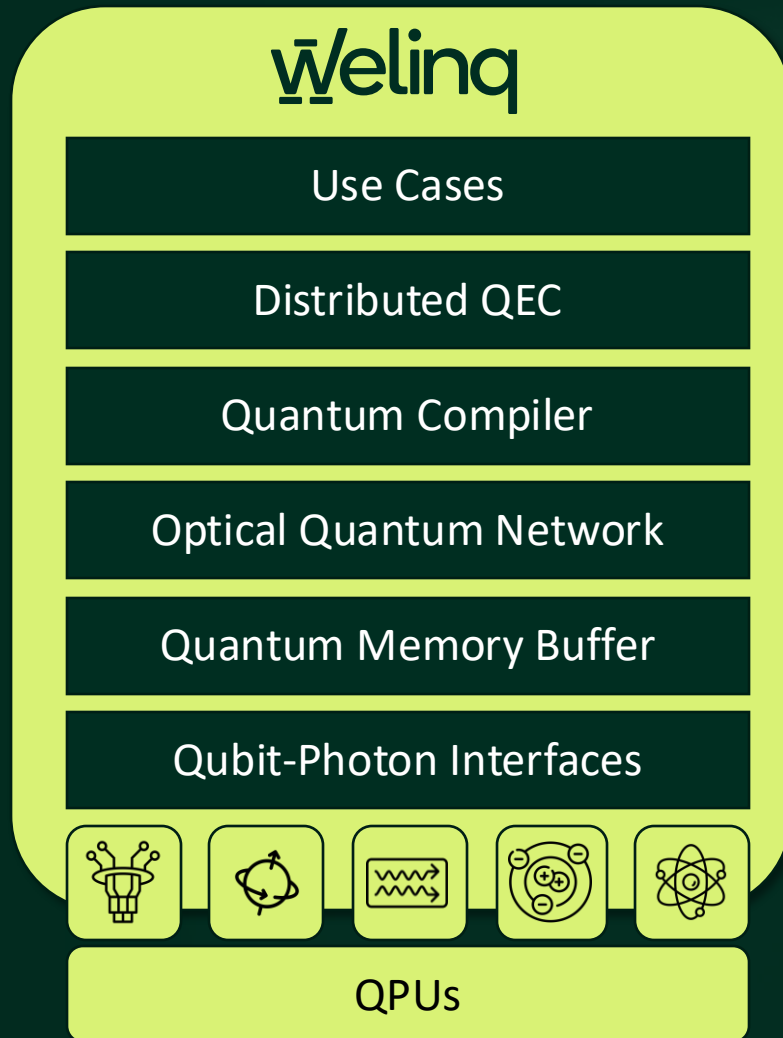 Welinq
Use Cases
Distributed QEC
Quantum Compiler
Optical Quantum Network
Quantum Memory Buffer
Qubit-Photon Interfaces
QPUs